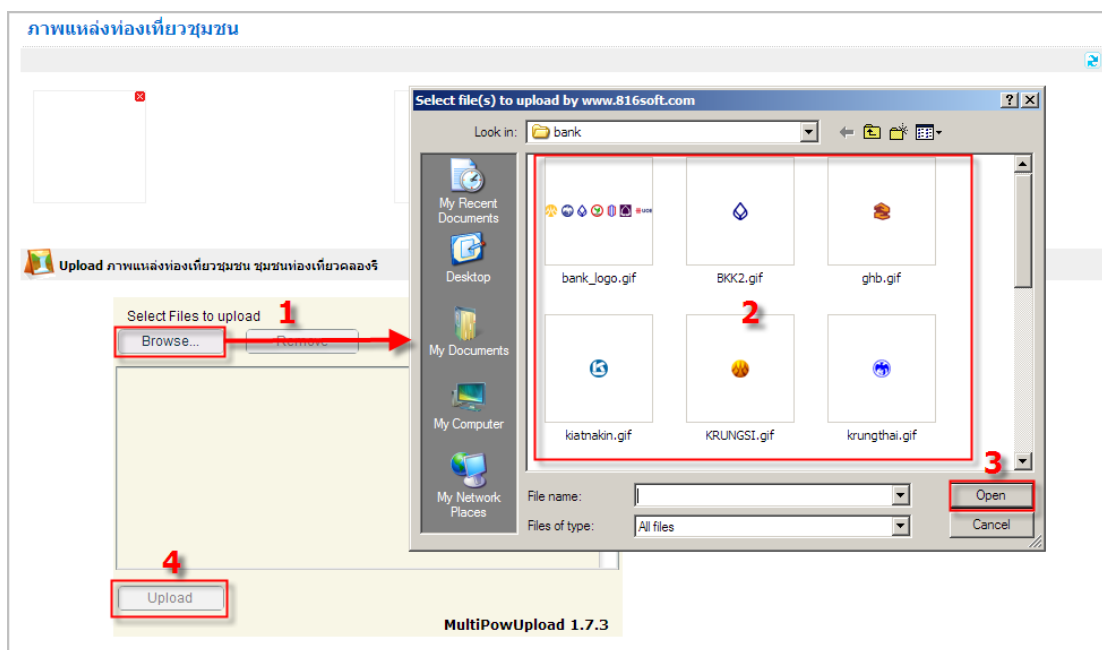 ภาพแหล่งท่องเที่ยวชุมชน
Select file(s) to upload by www.816soft.com
Look in:
bank
My Recent
Documents
Desktop
My Documents
My Computer
My Network
Places
bank_logo.gif
BKK2.gif
ghb.gif
2
kiatnakin.gif
KRUNGSI.gif
krungthai.gif
3
File name:
Open
Files of type:
All files
Cancel
Upload ภาพแหล่งท่องเที่ยวชุมชน ชุมชนท่องเที่ยวคลองรี
Select Files to upload
1
Browse...
Remove
4
Upload
MultiPowUpload 1.7.3